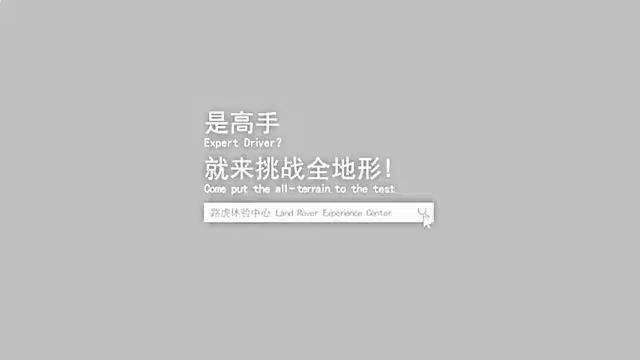 是高手
Expert Driver?
就来挑战全地形!
Come put the all-terrain to the test
路虎体验中心 Land Rover Experience Center